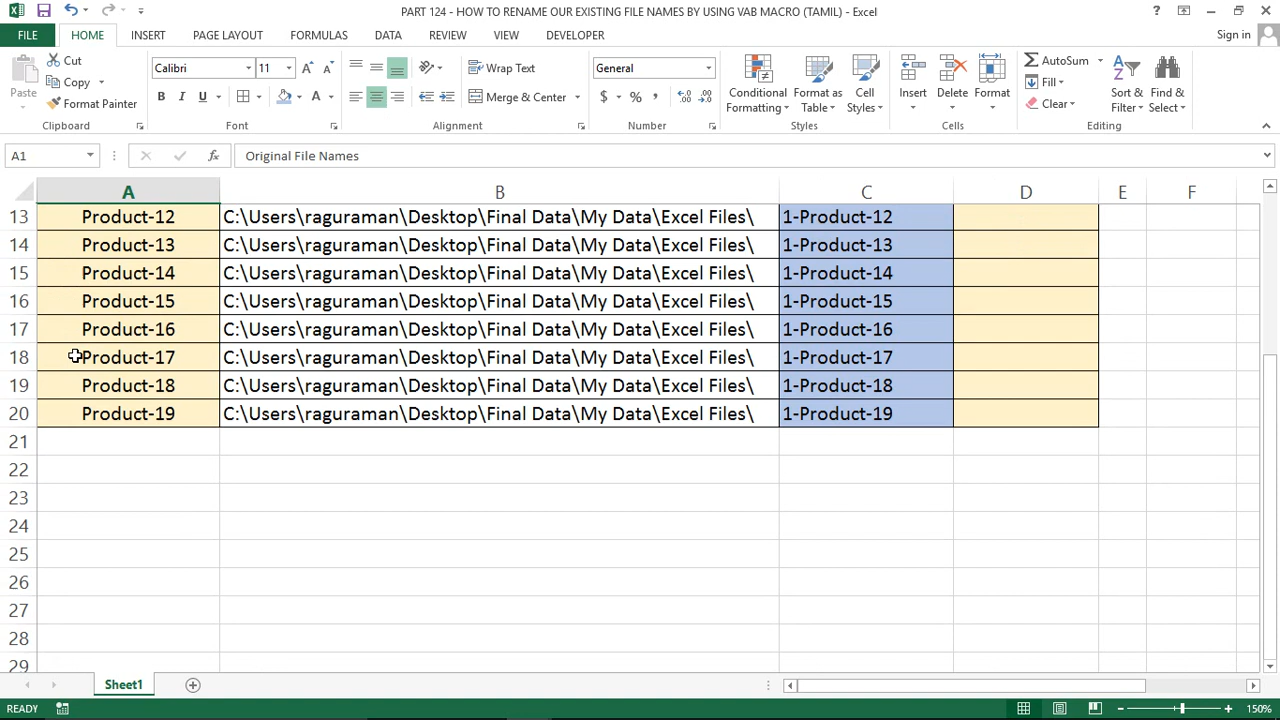 PART 124 - HOW TO RENAME OUR EXISTING FILE NAMES BY USING VAB MACRO (TAMIL) - Excel
FILE HOME INSERT PAGE LAYOUT FORMULAS DATA REVIEW VIEW DEVELOPER Sign in
Paste Cut Copy Format Painter Clipboard
Calibri 11 B I U A A A Font
Wrap Text Merge & Center Alignment
General $ % , Number
Conditional Formatting Format as Table Cell Styles Styles
Insert Delete Format Cells
AutoSum Fill Clear Sort & Filter Find & Select Editing
A1 fx Original File Names
A B C D E F
13 Product-12 C:\Users\raguraman\Desktop\Final Data\My Data\Excel Files\ 1-Product-12
14 Product-13 C:\Users\raguraman\Desktop\Final Data\My Data\Excel Files\ 1-Product-13
15 Product-14 C:\Users\raguraman\Desktop\Final Data\My Data\Excel Files\ 1-Product-14
16 Product-15 C:\Users\raguraman\Desktop\Final Data\My Data\Excel Files\ 1-Product-15
17 Product-16 C:\Users\raguraman\Desktop\Final Data\My Data\Excel Files\ 1-Product-16
18 Product-17 C:\Users\raguraman\Desktop\Final Data\My Data\Excel Files\ 1-Product-17
19 Product-18 C:\Users\raguraman\Desktop\Final Data\My Data\Excel Files\ 1-Product-18
20 Product-19 C:\Users\raguraman\Desktop\Final Data\My Data\Excel Files\ 1-Product-19
21
22
23
24
25
26
27
28
29
Sheet1
READY 150%